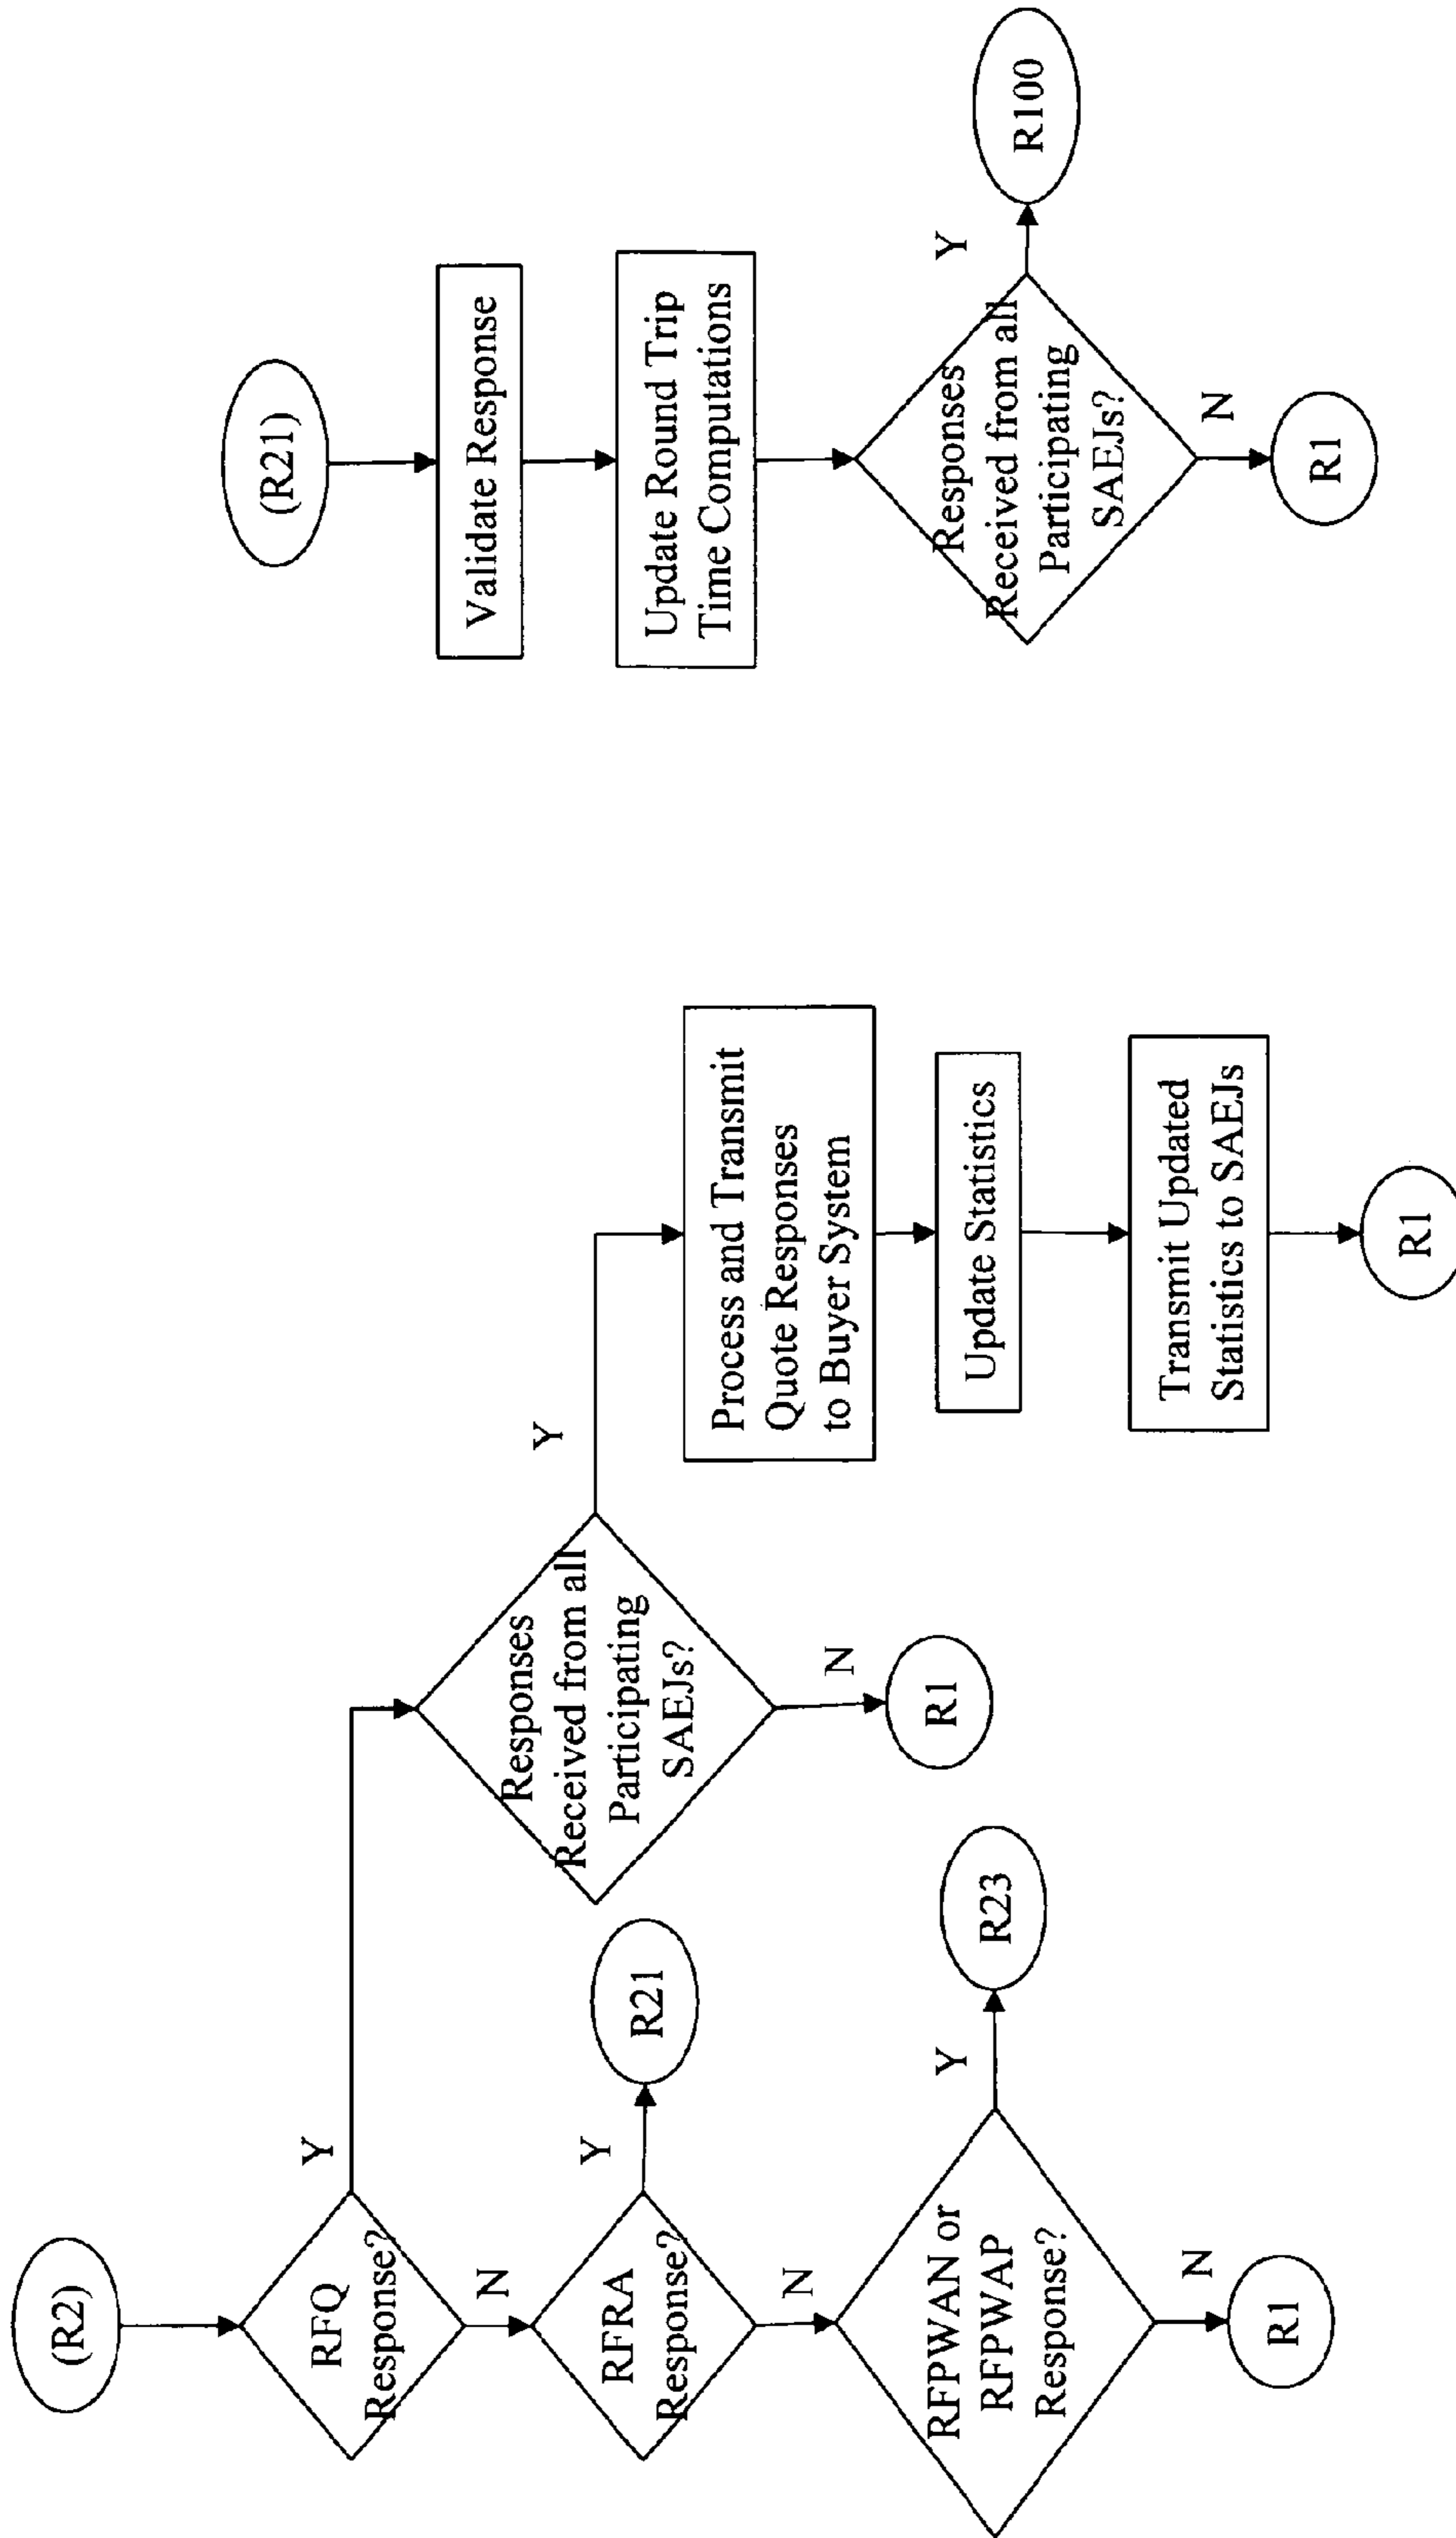 (R2)
RFQ
Response?
Y
N
RFRA
Response?
Y
R21
N
RFPWAN or
RFPWAP
Response?
Y
R23
N
R1
Responses
Received from all
Participating
SAEJs?
Y
N
R1
Process and Transmit
Quote Responses
to Buyer System
Update Statistics
Transmit Updated
Statistics to SAEJs
R1
(R21)
Validate Response
Update Round Trip
Time Computations
Responses
Received from all
Participating
SAEJs?
Y
R100
N
R1